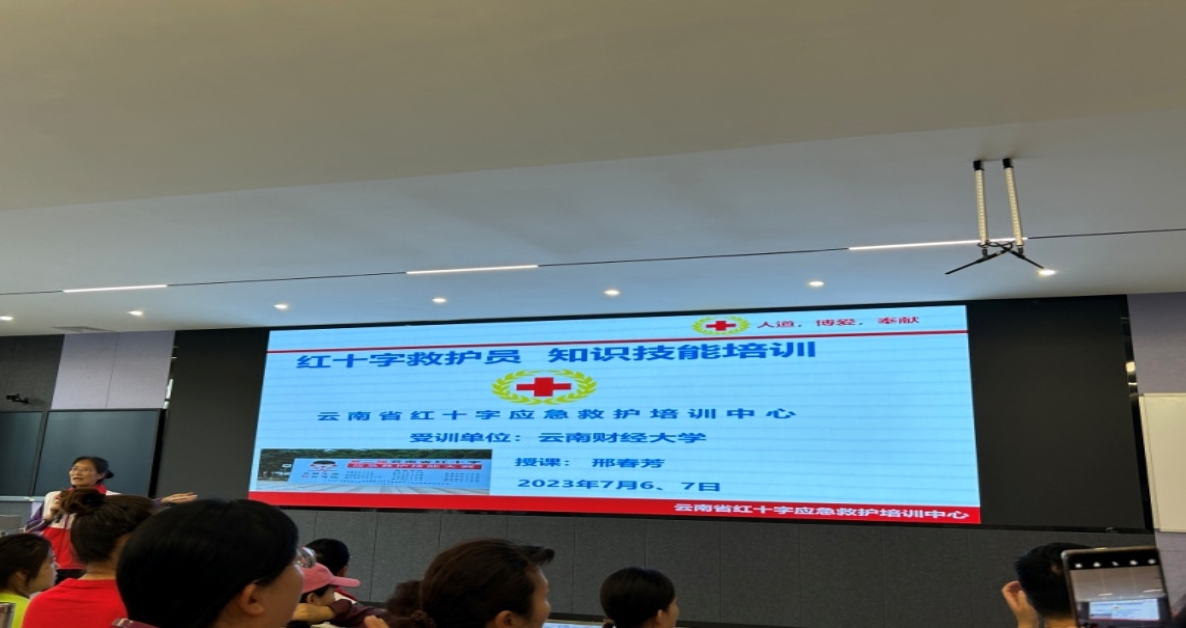 人道，博爱，奉献
红十字救护员 知识技能培训
云南省红十字应急救护培训中心
受训单位：云南财经大学
授课：邢春芳
2023年7月6、7日
云南省红十字应急救护培训中心